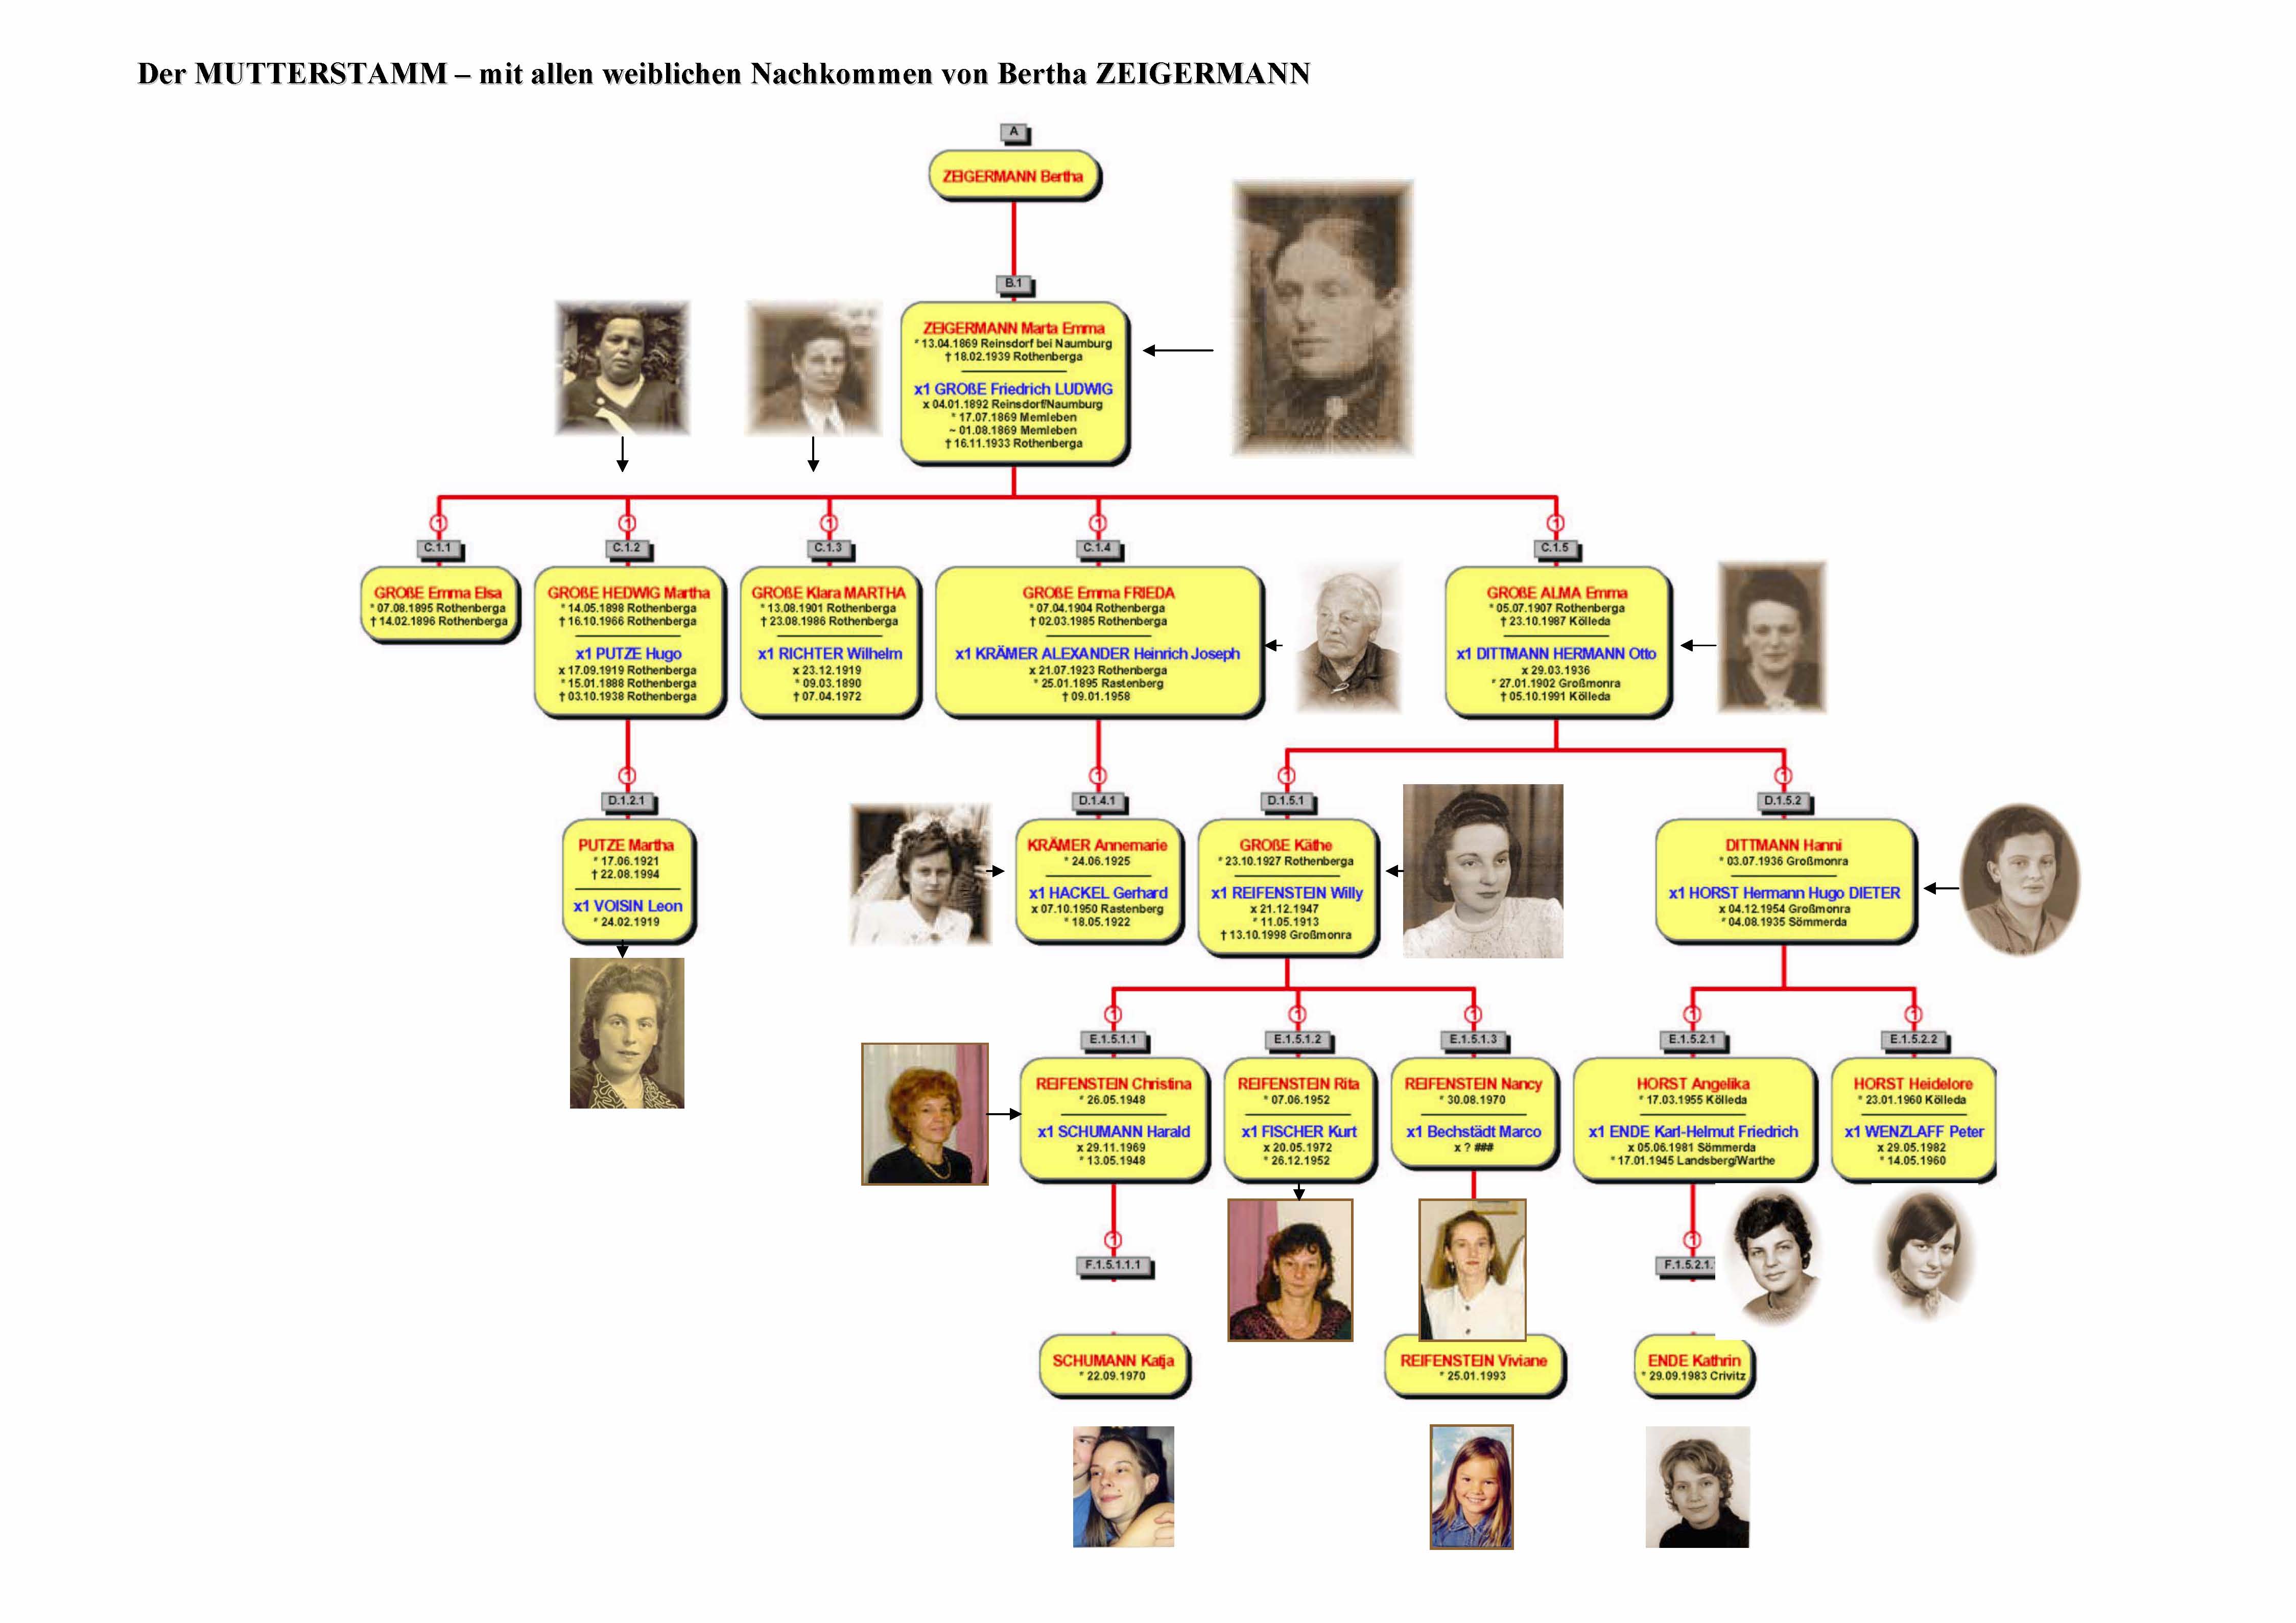 Der MUTTERSTAMM – mit allen weiblichen Nachkommen von Bertha ZEIGERMANN
A
ZEIGERMANN Bertha
B.1
ZEIGERMANN Marta Emma
* 13.04.1869 Reinsdorf bei Naumburg
† 18.02.1939 Rothenberga
x1 GROßE Friedrich LUDWIG
x 04.01.1892 Reinsdorf/Naumburg
* 17.07.1869 Memleben
~ 01.08.1869 Memleben
† 16.11.1933 Rothenberga
1
C.1.1
GROßE Emma Elsa
* 07.08.1895 Rothenberga
† 14.02.1896 Rothenberga
1
C.1.2
GROßE HEDWIG Martha
* 14.05.1898 Rothenberga
† 16.10.1966 Rothenberga
x1 PUTZE Hugo
x 17.09.1919 Rothenberga
* 15.01.1888 Rothenberga
† 03.10.1938 Rothenberga
1
C.1.3
GROßE Klara MARTHA
* 13.08.1901 Rothenberga
† 23.08.1986 Rothenberga
x1 RICHTER Wilhelm
x 23.12.1919
* 09.03.1890
† 07.04.1972
1
C.1.4
GROßE Emma FRIEDA
* 07.04.1904 Rothenberga
† 02.03.1985 Rothenberga
x1 KRÄMER ALEXANDER Heinrich Joseph
x 21.07.1923 Rothenberga
* 25.01.1895 Rastenberg
† 09.01.1958
1
C.1.5
GROßE ALMA Emma
* 05.07.1907 Rothenberga
† 23.10.1987 Kölleda
x1 DITTMANN HERMANN Otto
x 29.03.1936
* 27.01.1902 Großmonra
† 05.10.1991 Kölleda
1
D.1.2.1
PUTZE Martha
* 17.06.1921
† 22.08.1994
x1 VOISIN Leon
* 24.02.1919
1
D.1.4.1
KRÄMER Annemarie
* 24.06.1925
x1 HACKEL Gerhard
x 07.10.1950 Rastenberg
* 18.05.1922
1
D.1.5.1
GROßE Käthe
* 23.10.1927 Rothenberga
x1 REIFENSTEIN Willy
x 21.12.1947
* 11.05.1913
† 13.10.1998 Großmonra
1
D.1.5.2
DITTMANN Hanni
* 03.07.1936 Großmonra
x1 HORST Hermann Hugo DIETER
x 04.12.1954 Großmonra
* 04.08.1935 Sömmerda
1
E.1.5.1.1
REIFENSTEIN Christina
* 26.05.1948
x1 SCHUMANN Harald
x 29.11.1969
* 13.05.1948
1
E.1.5.1.2
REIFENSTEIN Rita
* 07.06.1952
x1 FISCHER Kurt
x 20.05.1972
* 26.12.1952
1
E.1.5.1.3
REIFENSTEIN Nancy
* 30.08.1970
x1 Bechstädt Marco
x ? ###
1
E.1.5.2.1
HORST Angelika
* 17.03.1955 Kölleda
x1 ENDE Karl-Helmut Friedrich
x 05.06.1981 Sömmerda
* 17.01.1945 Landsberg/Warthe
1
E.1.5.2.2
HORST Heidelore
* 23.01.1960 Kölleda
x1 WENZLAFF Peter
x 29.05.1982
* 14.05.1960
1
F.1.5.1.1.1
SCHUMANN Katja
* 22.09.1970
REIFENSTEIN Viviane
* 25.01.1993
1
F.1.5.2.1.
ENDE Kathrin
* 29.09.1983 Crivitz